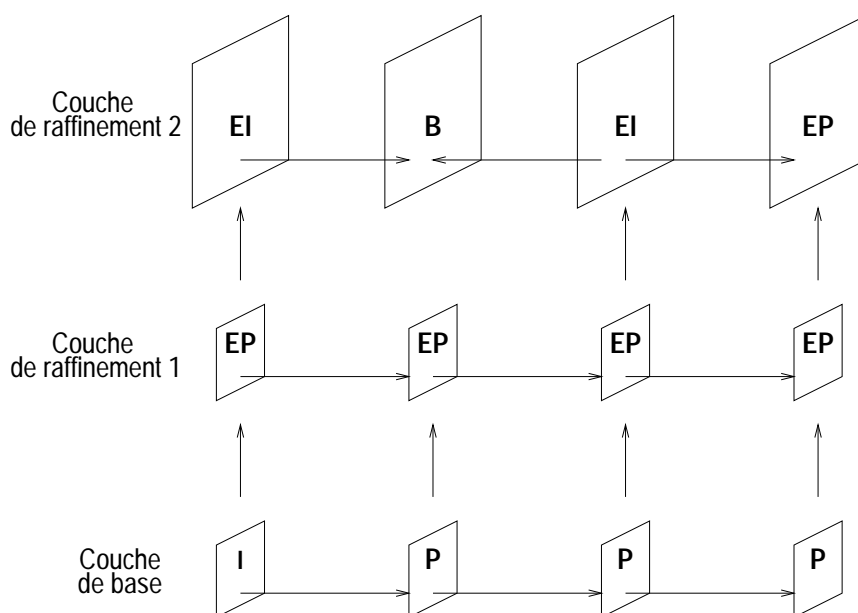 Couche
de raffinement 2
EI
B
EI
EP
Couche
de raffinement 1
EP
EP
EP
EP
Couche
de base
I
P
P
P